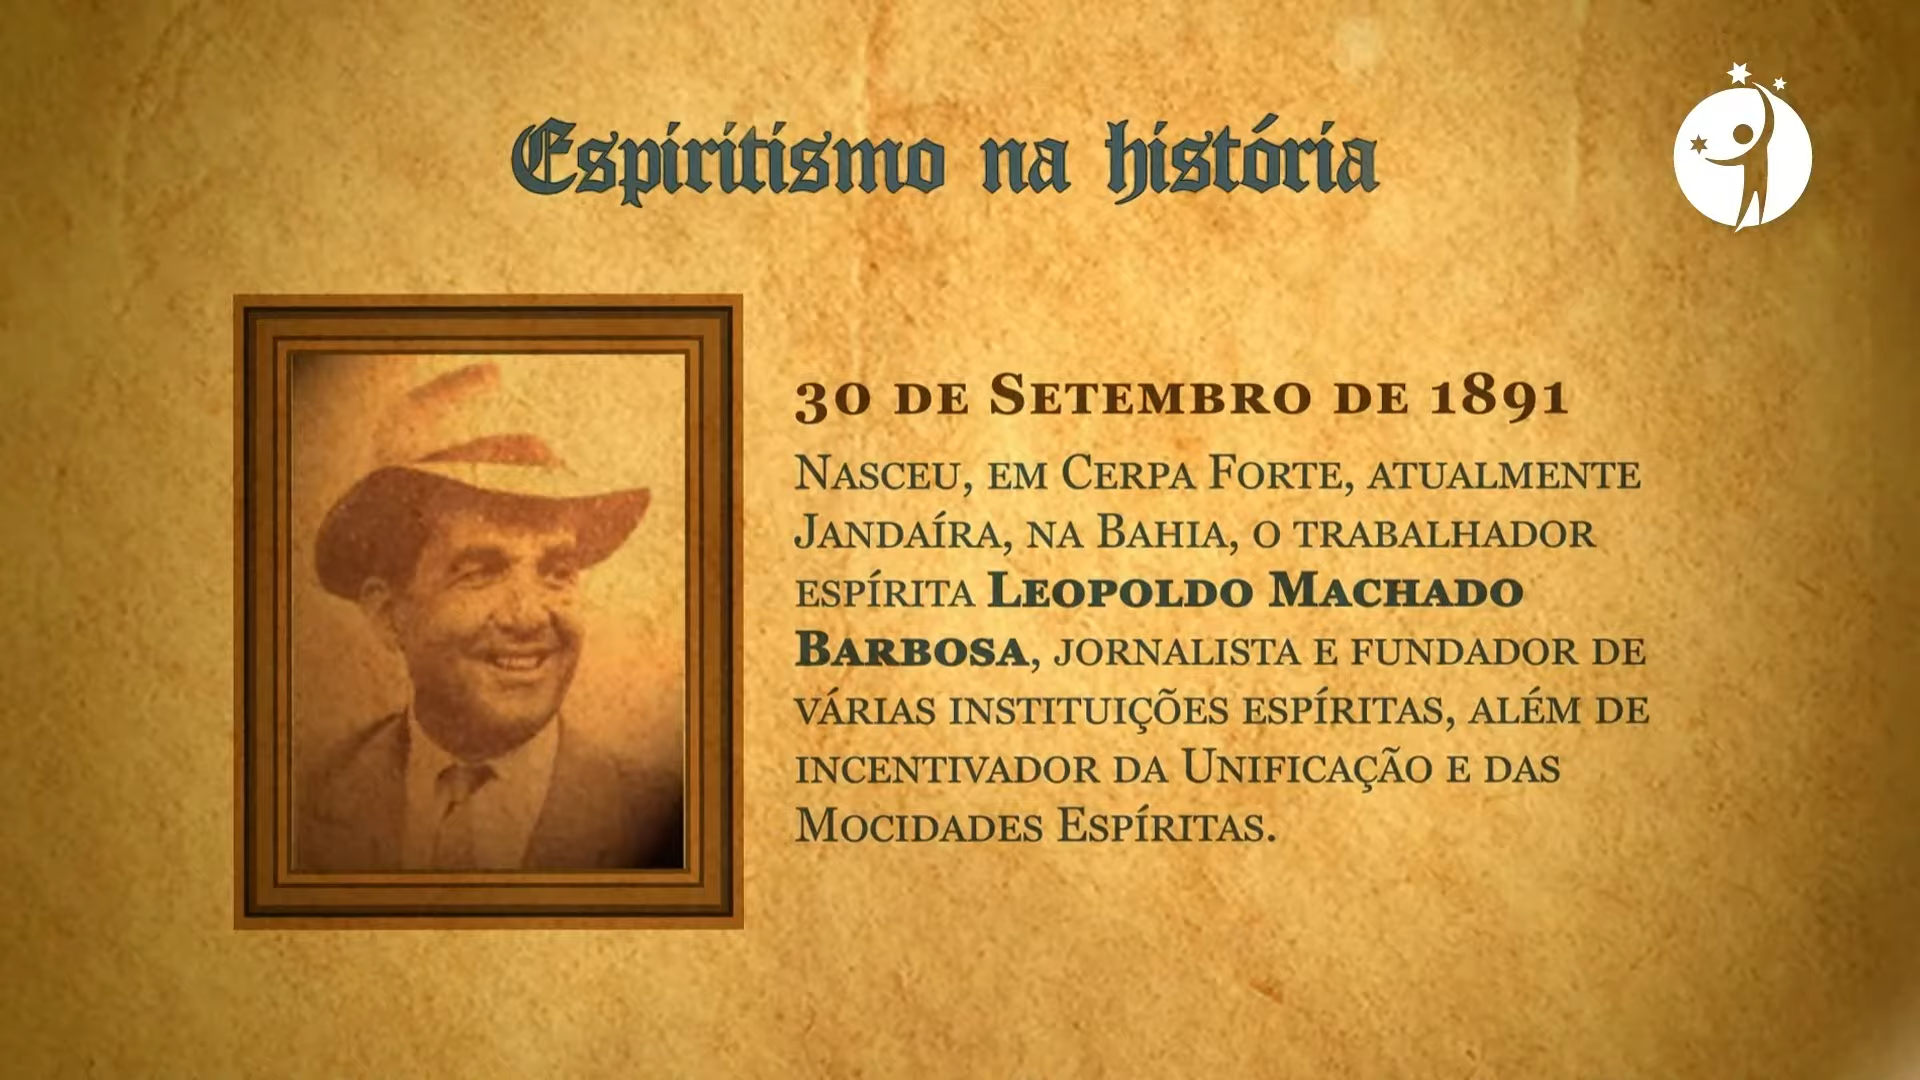 Espiritismo na história
30 de Setembro de 1891
Nasceu, em Cerpa Forte, atualmente
Jandaíra, na Bahia, o trabalhador
espírita Leopoldo Machado
Barbosa, jornalista e fundador de
várias instituições espíritas, além de
incentivador da Unificação e das
Mocidades Espíritas.